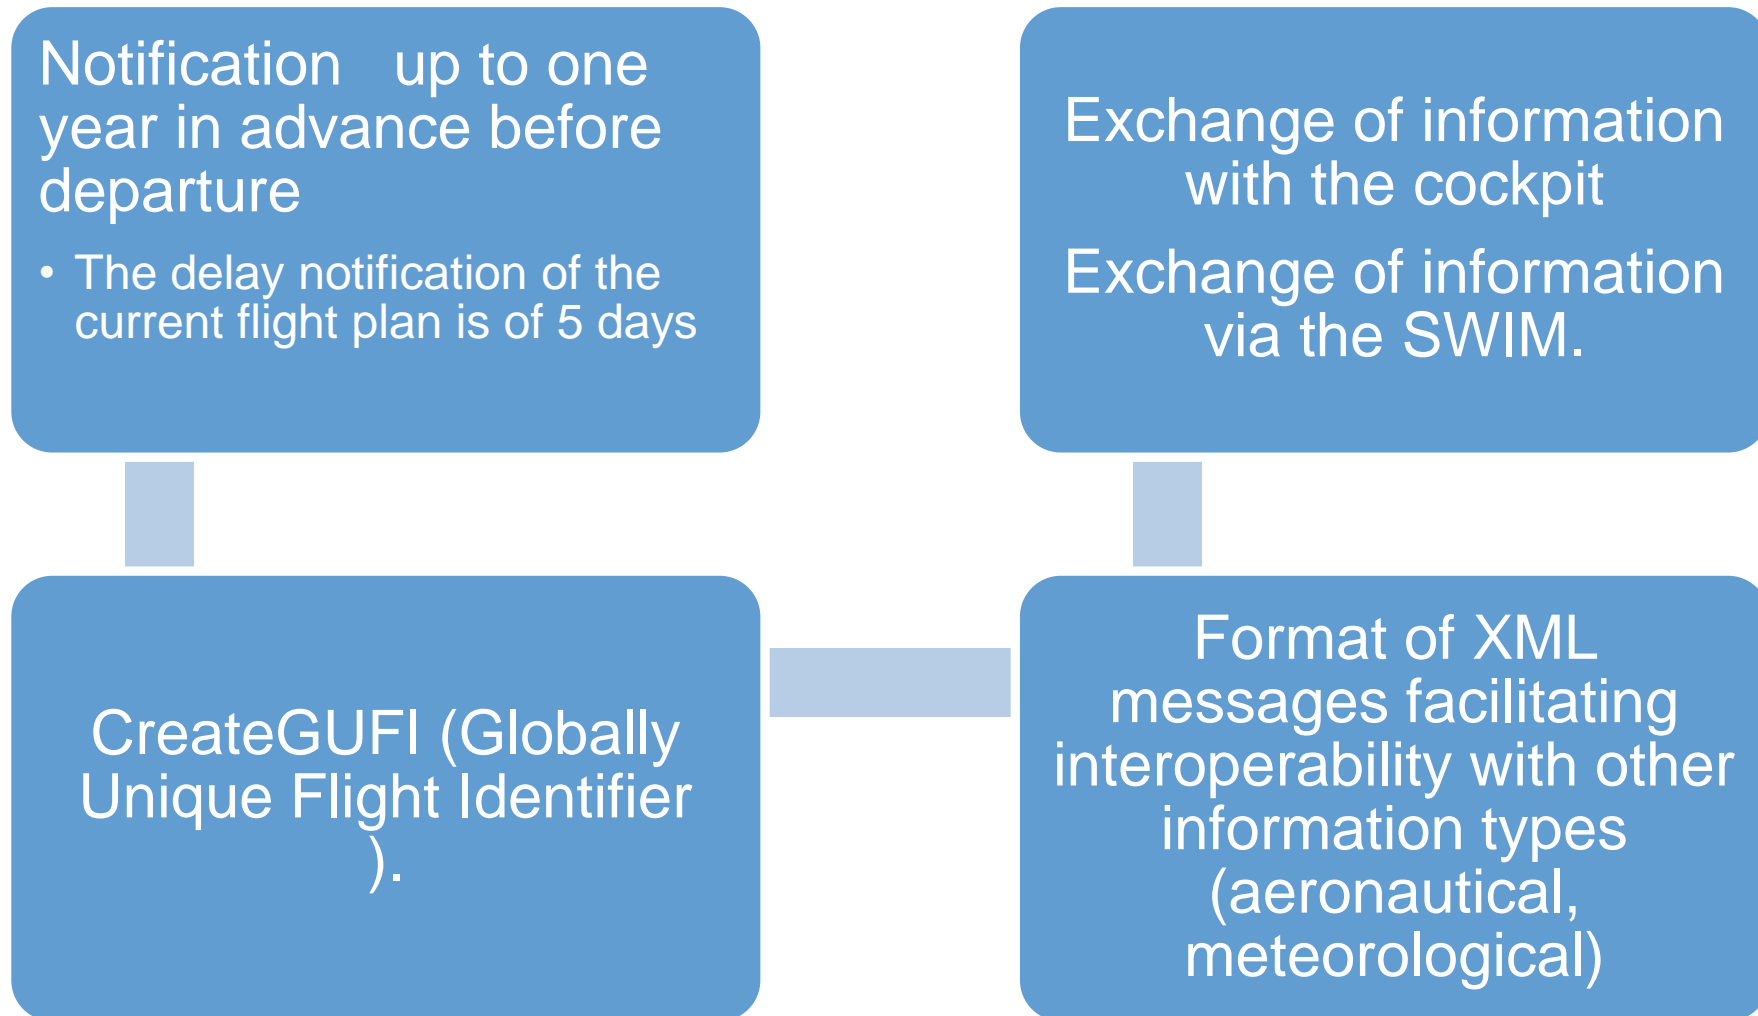 Notification up to one
year in advance before
departure
• The delay notification of the
current flight plan is of 5 days
CreateGUFI (Globally
Unique Flight Identifier
).
Format of XML
messages facilitating
interoperability with other
information types
(aeronautical,
meteorological)
Exchange of information
with the cockpit
Exchange of information
via the SWIM.